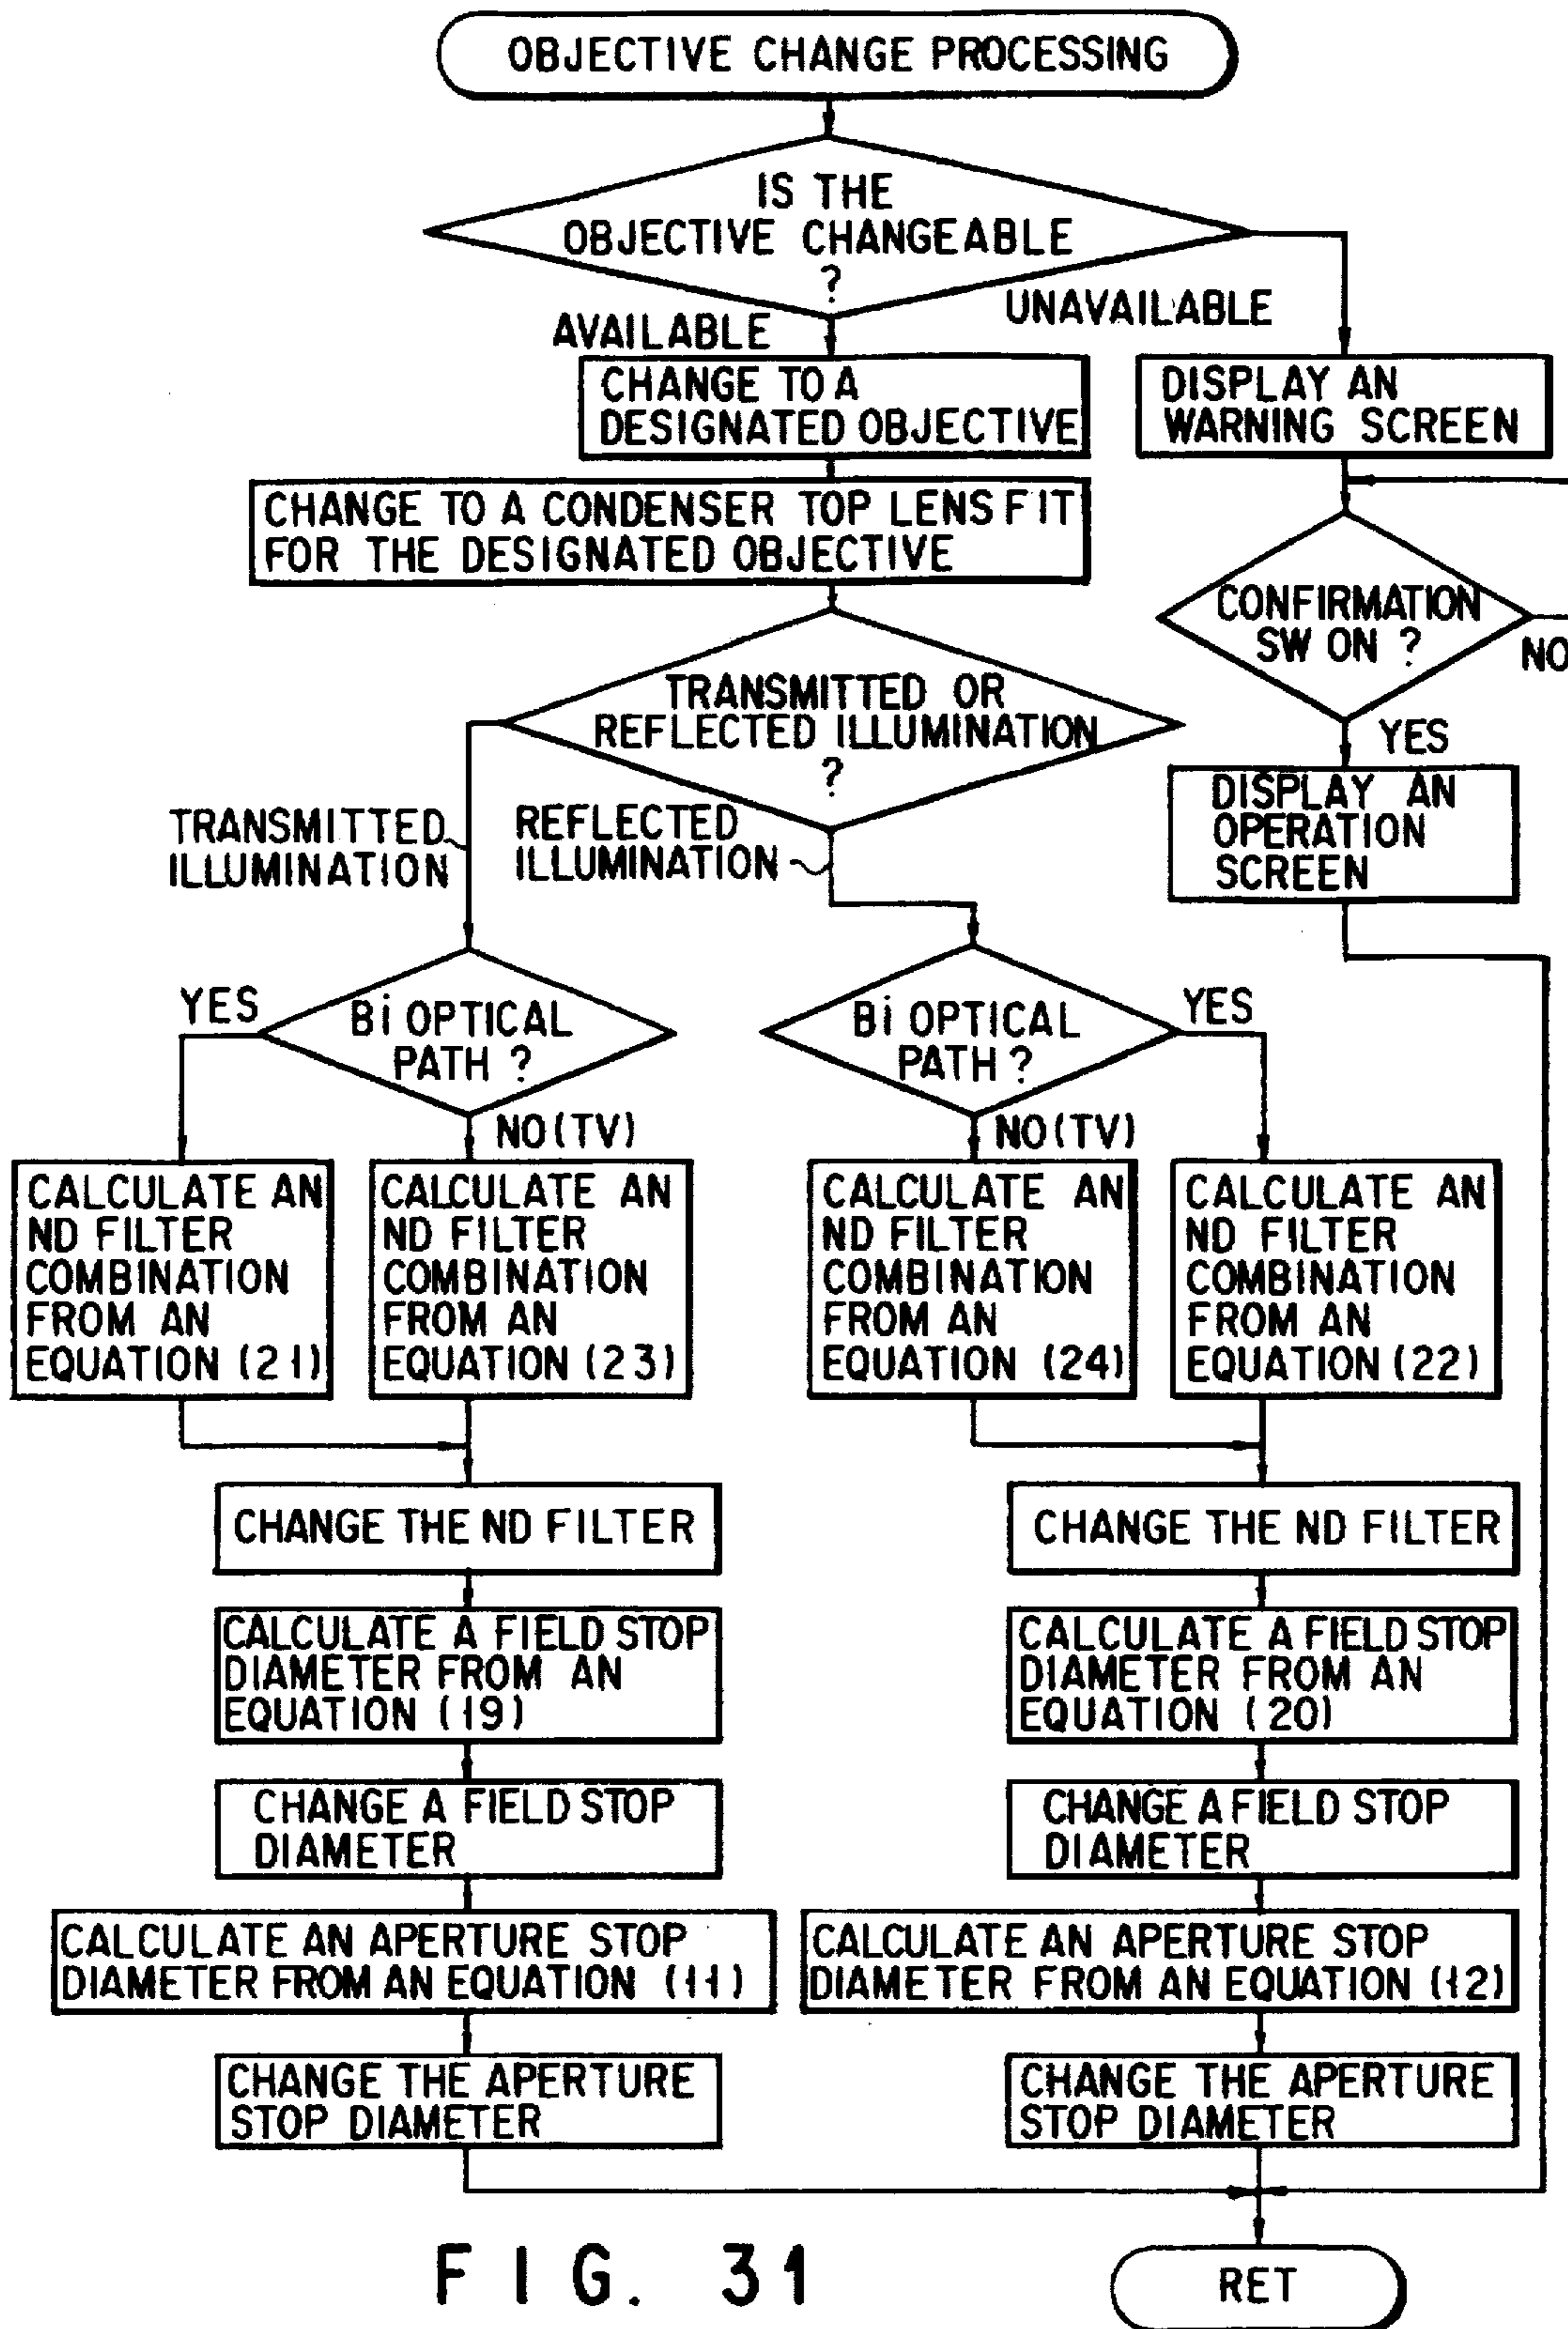 OBJECTIVE CHANGE PROCESSING
IS THE
OBJECTIVE CHANGEABLE
?
UNAVAILABLE
AVAILABLE
CHANGE TO A
DESIGNATED OBJECTIVE
DISPLAY AN
WARNING SCREEN
CHANGE TO A CONDENSER TOP LENS FIT
FOR THE DESIGNATED OBJECTIVE
CONFIRMATION
SW ON ?
NO
YES
TRANSMITTED OR
REFLECTED ILLUMINATION
?
DISPLAY AN
OPERATION
SCREEN
TRANSMITTED
ILLUMINATION
REFLECTED
ILLUMINATION
YES
Bi OPTICAL
PATH ?
NO(TV)
Bi OPTICAL
PATH ?
YES
NO(TV)
CALCULATE AN
ND FILTER
COMBINATION
FROM AN
EQUATION (21)
CALCULATE AN
ND FILTER
COMBINATION
FROM AN
EQUATION (23)
CALCULATE AN
ND FILTER
COMBINATION
FROM AN
EQUATION (24)
CALCULATE AN
ND FILTER
COMBINATION
FROM AN
EQUATION (22)
CHANGE THE ND FILTER
CHANGE THE ND FILTER
CALCULATE A FIELD STOP
DIAMETER FROM AN
EQUATION (19)
CALCULATE A FIELD STOP
DIAMETER FROM AN
EQUATION (20)
CHANGE A FIELD STOP
DIAMETER
CHANGE A FIELD STOP
DIAMETER
CALCULATE AN APERTURE STOP
DIAMETER FROM AN EQUATION (11)
CALCULATE AN APERTURE STOP
DIAMETER FROM AN EQUATION (12)
CHANGE THE APERTURE
STOP DIAMETER
CHANGE THE APERTURE
STOP DIAMETER
RET
FIG. 31